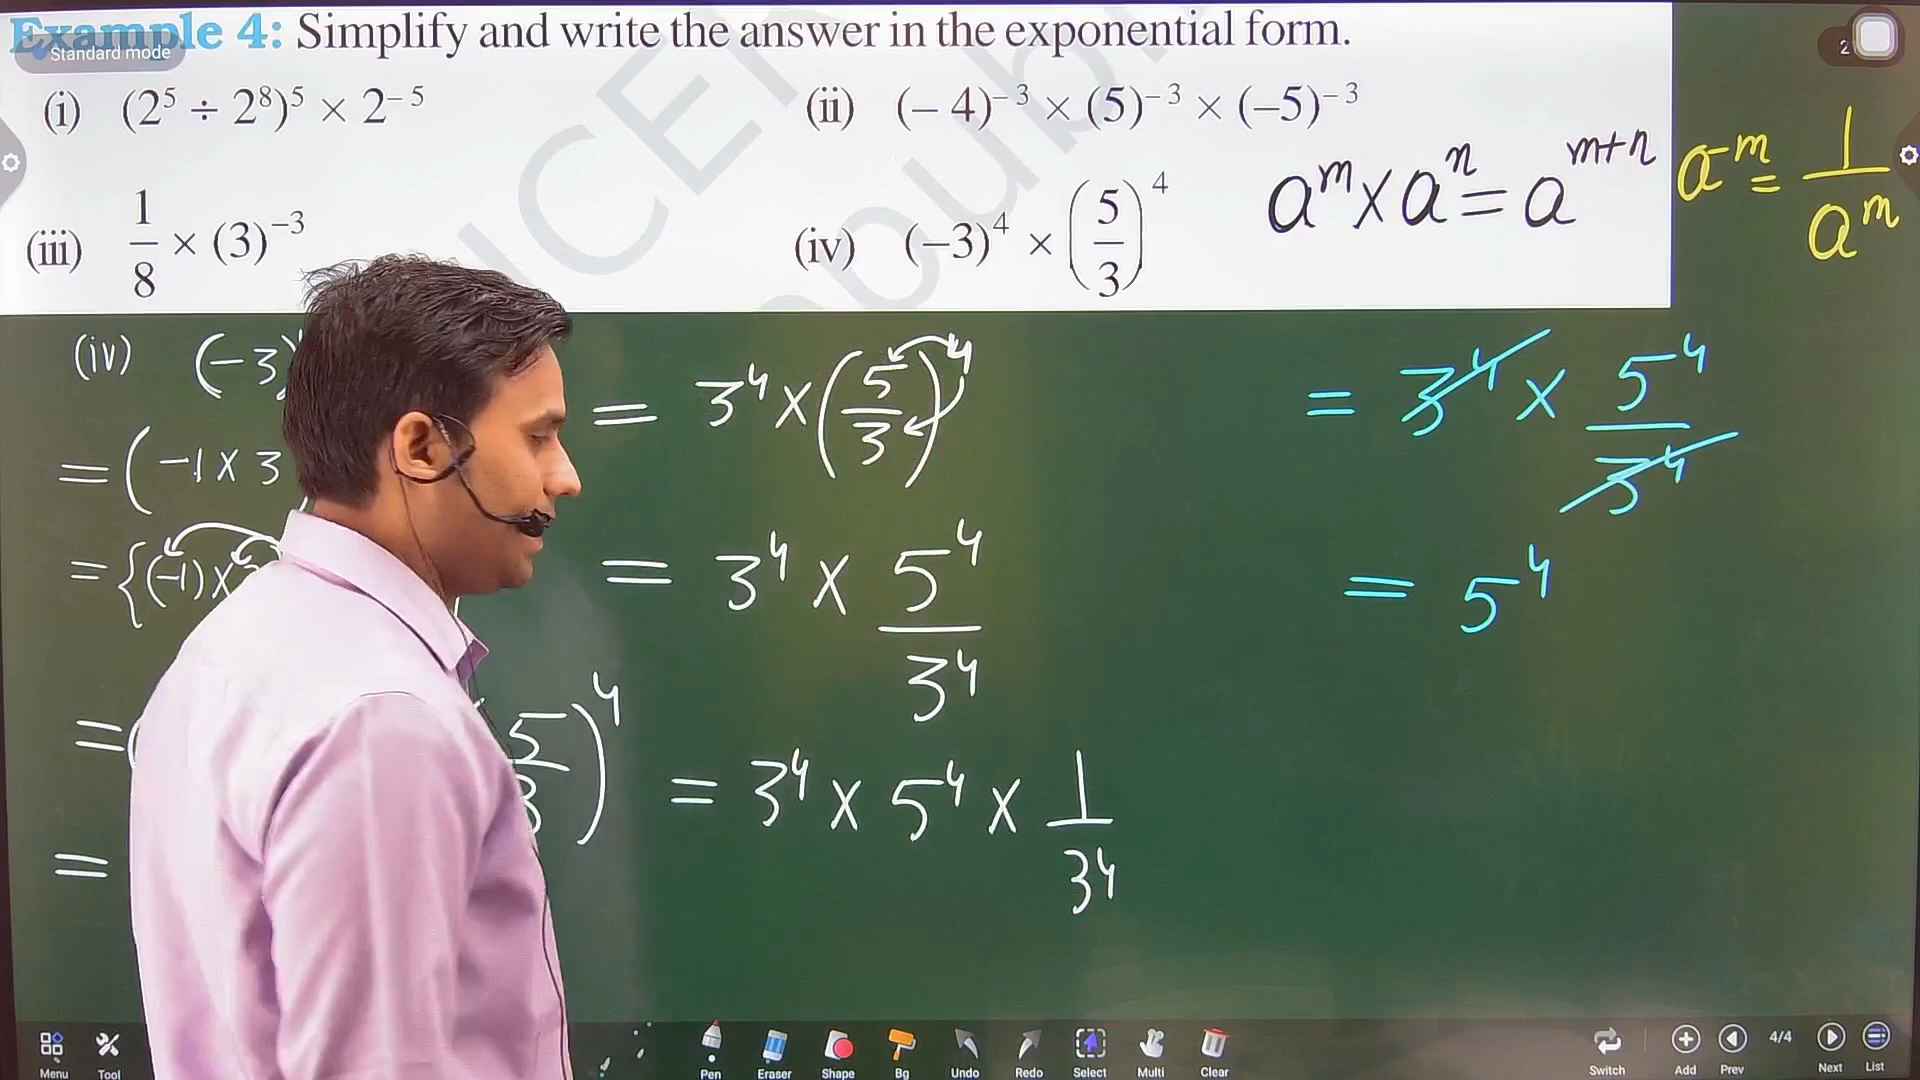 Example 4: Simplify and write the answer in the exponential form.
Standard mode
2
(i) (2⁵ ÷ 2⁸)⁵ × 2⁻⁵
(ii) (– 4)⁻³ × (5)⁻³ × (–5)⁻³
(iii) 1/8 × (3)⁻³
(iv) (–3)⁴ × (5/3)⁴
aᵐ × aⁿ = aᵐ⁺ⁿ
a⁻ᵐ = 1/aᵐ
(iv) (-3)
= (-1 × 3
= {(-1) ×
=
5/3)⁴
=
= 3⁴ × (5/3)⁴
= 3⁴ × 5⁴/3⁴
= 3⁴ × 5⁴ × 1/3⁴
= 3⁴ × 5⁴/3⁴
= 5⁴
Menu Tool Pen Eraser Shape Bg Undo Redo Select Multi Clear Switch Add Prev 4/4 Next List